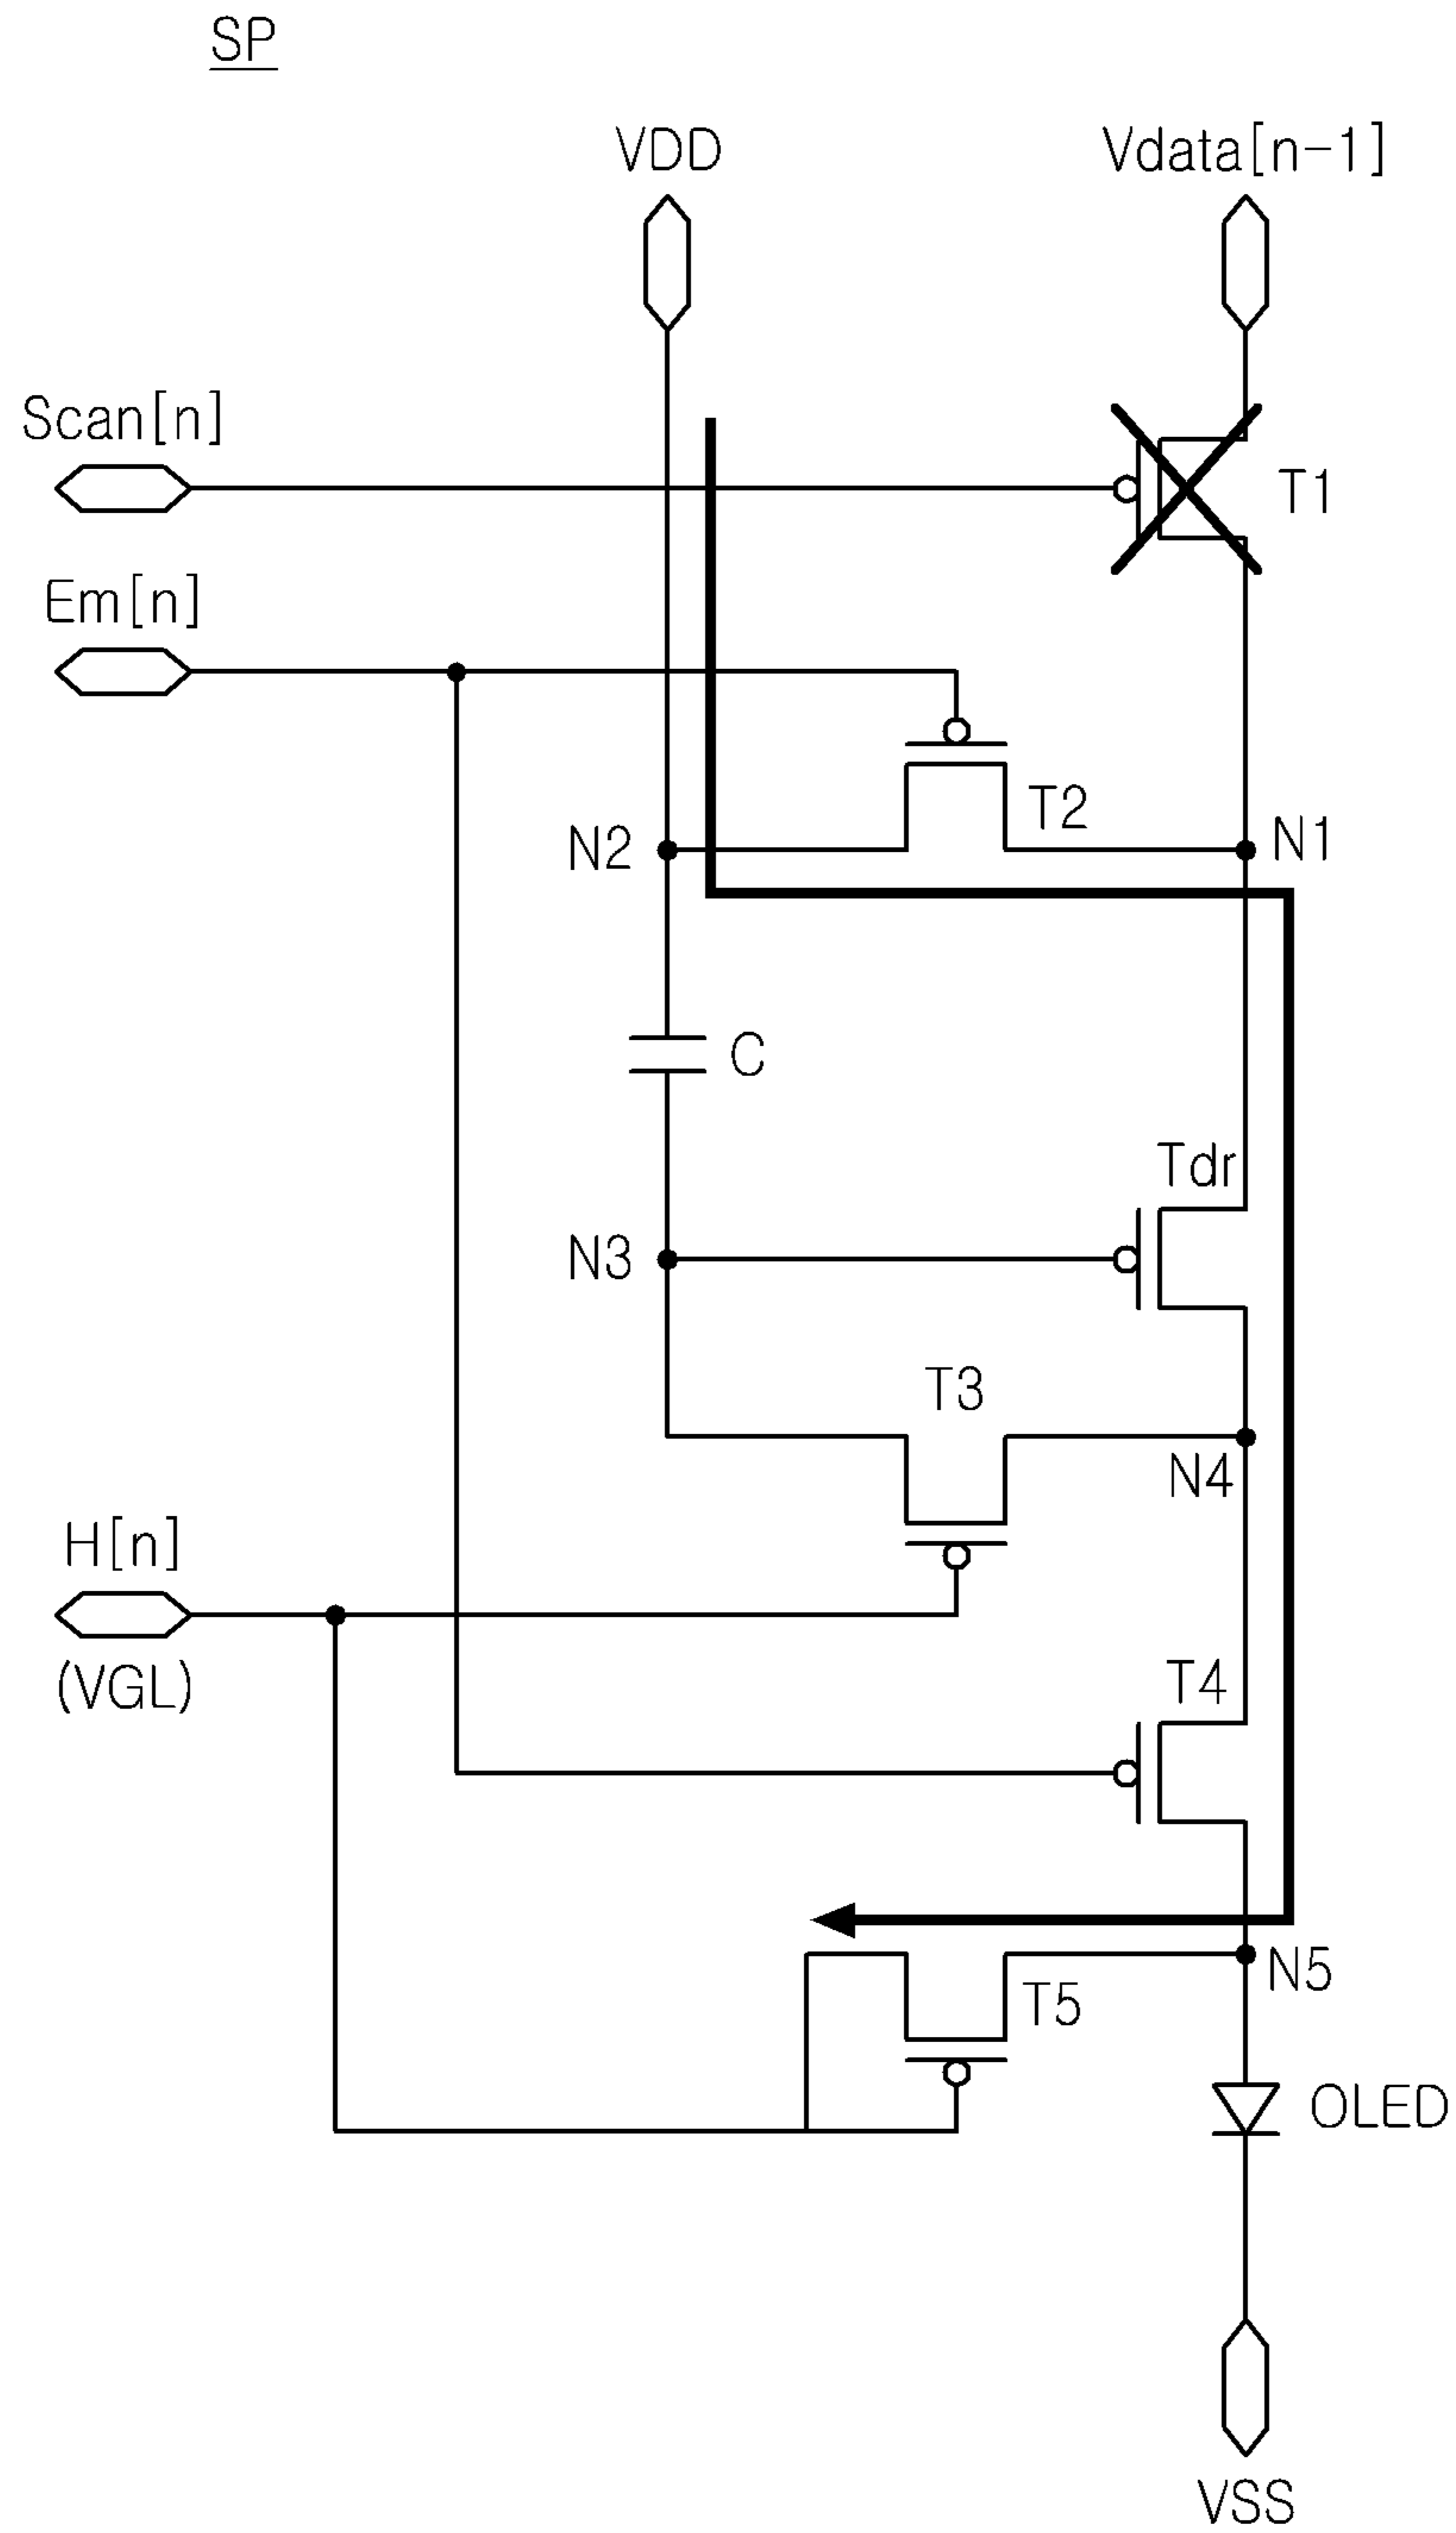 SP
VDD
Vdata[n-1]
Scan[n]
T1
Em[n]
T2
N2
N1
C
Tdr
N3
T3
N4
H[n]
(VGL)
T4
N5
T5
OLED
VSS